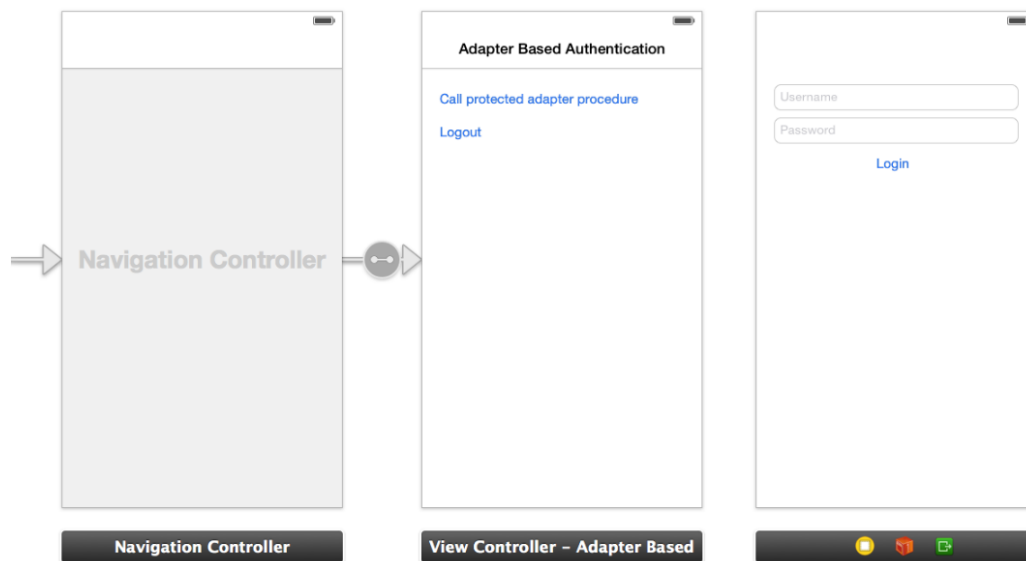 Navigation Controller
Navigation Controller
Adapter Based Authentication
Call protected adapter procedure
Logout
View Controller – Adapter Based
Username
Password
Login